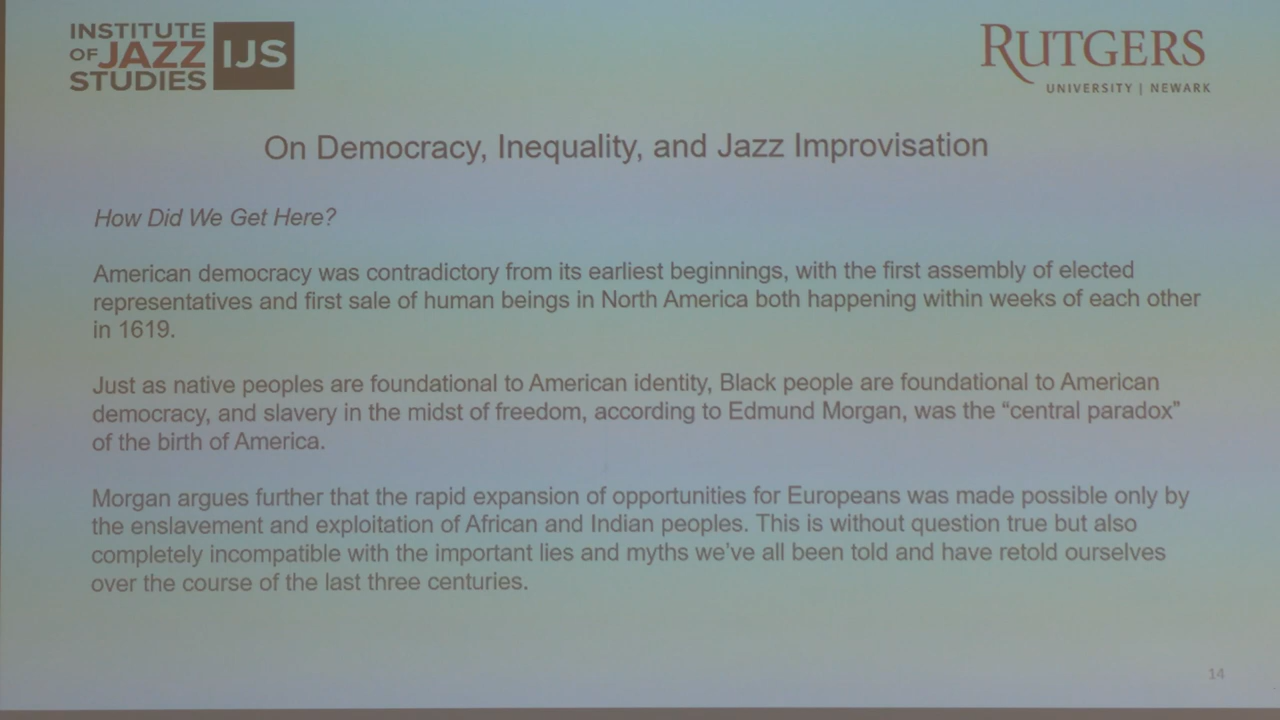 INSTITUTE
OF JAZZ
STUDIES
IJS
RUTGERS
UNIVERSITY | NEWARK
On Democracy, Inequality, and Jazz Improvisation
How Did We Get Here?
American democracy was contradictory from its earliest beginnings, with the first assembly of elected
representatives and first sale of human beings in North America both happening within weeks of each other
in 1619.
Just as native peoples are foundational to American identity, Black people are foundational to American
democracy, and slavery in the midst of freedom, according to Edmund Morgan, was the “central paradox”
of the birth of America.
Morgan argues further that the rapid expansion of opportunities for Europeans was made possible only by
the enslavement and exploitation of African and Indian peoples. This is without question true but also
completely incompatible with the important lies and myths we’ve all been told and have retold ourselves
over the course of the last three centuries.
14